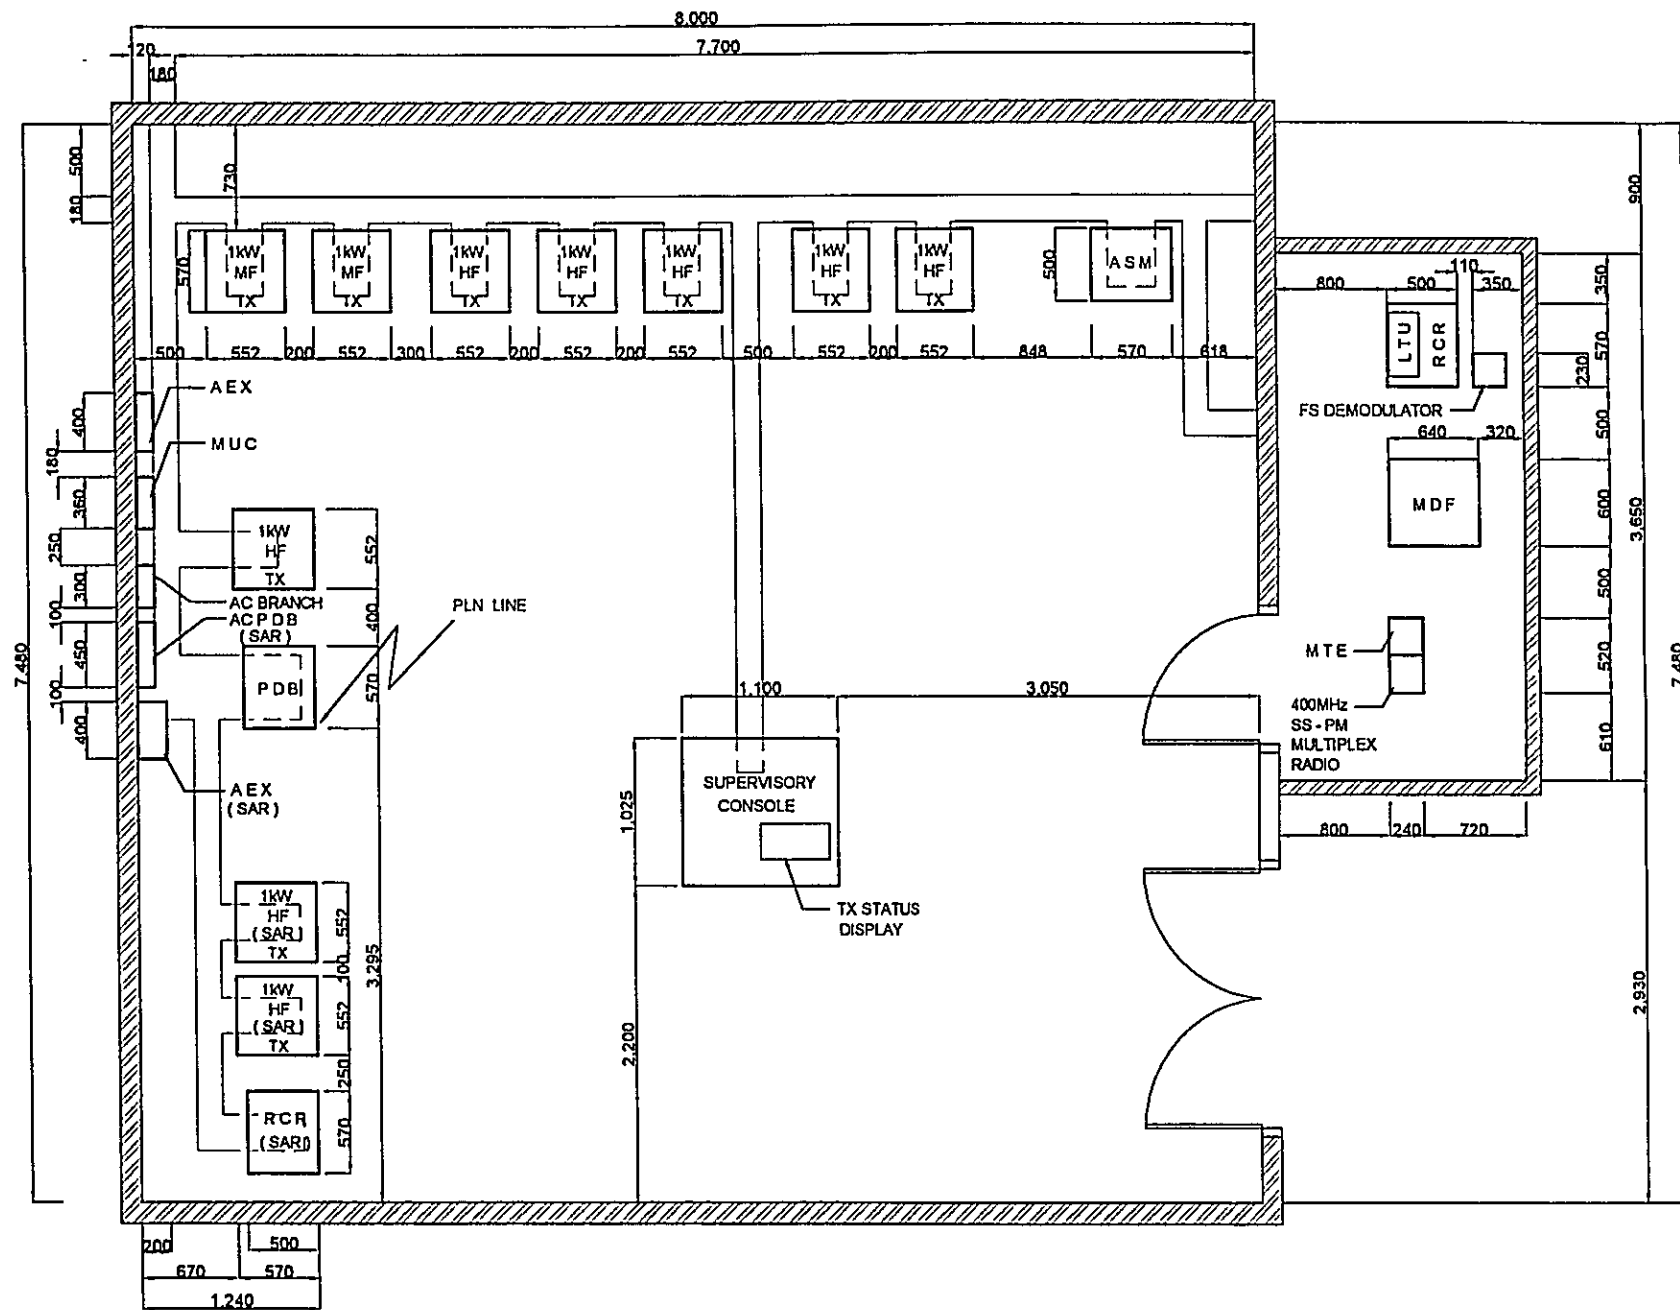 8.000
120
7.700
180
500
180
730
900
570
1kW
MF
TX
1kW
MF
TX
1kW
HF
TX
1kW
HF
TX
1kW
HF
TX
1kW
HF
TX
1kW
HF
TX
500
ASM
800
500
110
350
350
LTU
RCR
570
230
500
552
200
552
300
552
200
552
200
552
500
552
200
552
848
570
618
FS DEMODULATOR
AEX
400
MUC
180
360
250
300
100
450
100
400
7.480
640
320
500
MDF
600
3.650
500
1kW
HF
TX
552
AC BRANCH
AC PDB
(SAR)
400
PLN LINE
PDB
570
AEX
(SAR)
MTE
520
400MHz
SS - PM
MULTIPLEX
RADIO
610
7.480
1.100
3.050
SUPERVISORY
CONSOLE
1.025
TX STATUS
DISPLAY
800
240
720
1kW
HF
(SAR)
TX
552
100
3.295
1kW
HF
(SAR)
TX
552
250
2.200
2.930
RCR
(SAR)
570
200
500
670
570
1.240